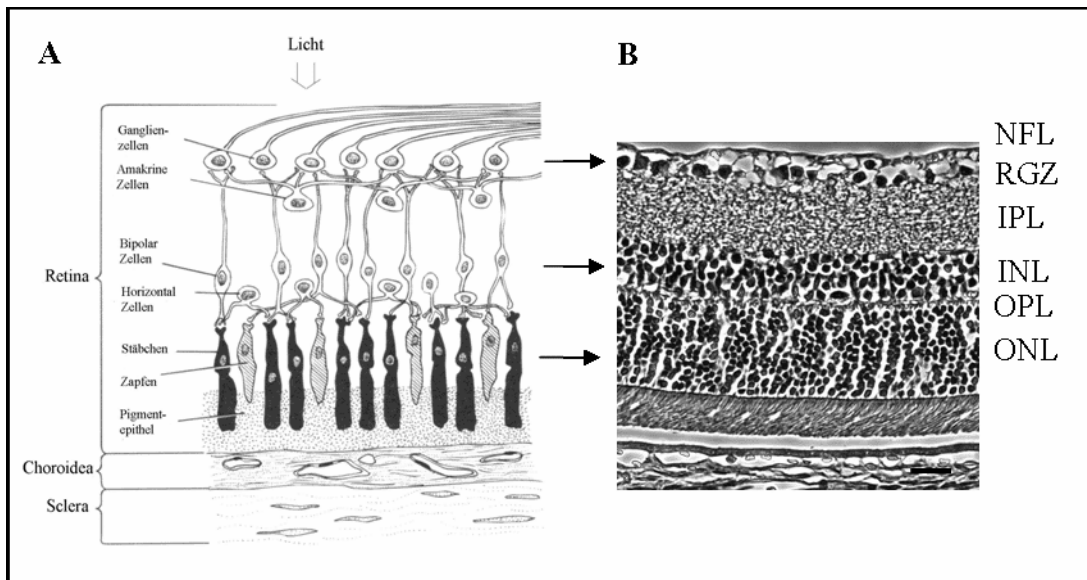 A
Licht
Ganglien-
zellen
Amakrine
Zellen
Bipolar
Zellen
Retina
Horizontal
Zellen
Stäbchen
Zapfen
Pigment-
epithel
Choroidea
Sclera
B
NFL
RGZ
IPL
INL
OPL
ONL